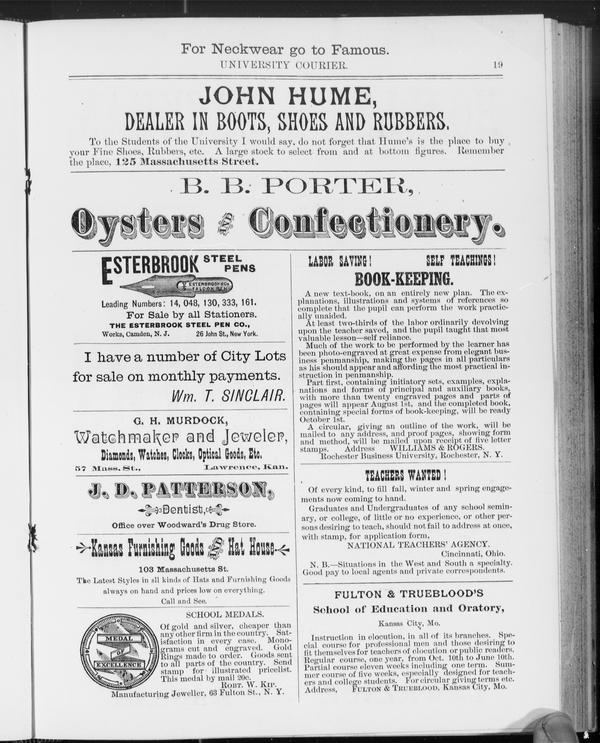 For Neckwear go to Famous.
UNIVERSITY COURIER. 19
JOHN HUME,
DEALER IN BOOTS, SHOES AND RUBBERS.
To the Students of the University I would say, do not forget that Hume's is the place to buy
your Fine Shoes, Rubbers, etc. A large stock to select from and at bottom figures. Remember
the place, 125 Massachusetts Street.
B. B. PORTER,
Oysters and Confectionery.
ESTERBROOK STEEL
PENS
ESTERBROOK & CO
FALCON PEN
Leading Numbers: 14, 048, 130, 333, 161.
For Sale by all Stationers.
THE ESTERBROOK STEEL PEN CO.,
Works, Camden, N. J. 26 John St., New York.
I have a number of City Lots
for sale on monthly payments.
Wm. T. SINCLAIR.
G. H. MURDOCK,
Watchmaker and Jeweler,
Diamonds, Watches, Clocks, Optical Goods, Etc.
57 Mass. St., Lawrence, Kan.
J. D. PATTERSON,
Dentist,
Office over Woodward's Drug Store.
Kansas Furnishing Goods and Hat House
103 Massachusetts St.
The Latest Styles in all kinds of Hats and Furnishing Goods
always on hand and prices low on everything.
Call and See.
SCHOOL MEDALS.
MEDAL
OF
EXCELLENCE
Of gold and silver, cheaper than
any other firm in the country. Sat-
isfaction in every case. Mono-
grams cut and engraved. Gold
Rings made to order. Goods sent
to all parts of the country. Send
stamp for illustrated pricelist.
This medal by mail 20c.
ROBT. W. KIP.
Manufacturing Jeweller, 63 Fulton St., N. Y.
LABOR SAVING! SELF TEACHINGS!
BOOK-KEEPING.
A new text-book, on an entirely new plan. The ex-
planations, illustrations and systems of references so
complete that the pupil can perform the work practic-
ally unaided.
At least two-thirds of the labor ordinarily devolving
upon the teacher saved, and the pupil taught that most
valuable lesson—self reliance.
Much of the work to be performed by the learner has
been photo-engraved at great expense from elegant bus-
iness penmanship, making the pages in all particulars
as his should appear and affording the most practical in-
struction in penmanship.
Part first, containing initiatory sets, examples, expla-
nations and forms of principal and auxiliary books,
with more than twenty engraved pages and parts of
pages will appear August 1st, and the completed book,
containing special forms of book-keeping, will be ready
October 1st.
A circular, giving an outline of the work, will be
mailed to any address, and proof pages, showing form
and method, will be mailed upon receipt of five letter
stamps. Address WILLIAMS & ROGERS.
Rochester Business University, Rochester, N. Y.
TEACHERS WANTED!
Of every kind, to fill fall, winter and spring engage-
ments now coming to hand.
Graduates and Undergraduates of any school semin-
ary, or college, of little or no experience, or other per-
sons desiring to teach, should not fail to address at once,
with stamp, for application form,
NATIONAL TEACHERS' AGENCY.
Cincinnati, Ohio.
N. B.—Situations in the West and South a specialty.
Good pay to local agents and private correspondents.
FULTON & TRUEBLOOD'S
School of Education and Oratory,
Kansas City, Mo.
Instruction in elocution, in all of its branches. Spe-
cial course for professional men and those desiring to
fit themselves for teachers of elocution or public readers.
Regular course, one year, from Oct. 10th to June 10th.
Partial course eleven weeks including one term. Sum-
mer course of five weeks, especially designed for teach-
ers and college students. For circular giving terms etc.
Address, FULTON & TRUEBLOOD, Kansas City, Mo.